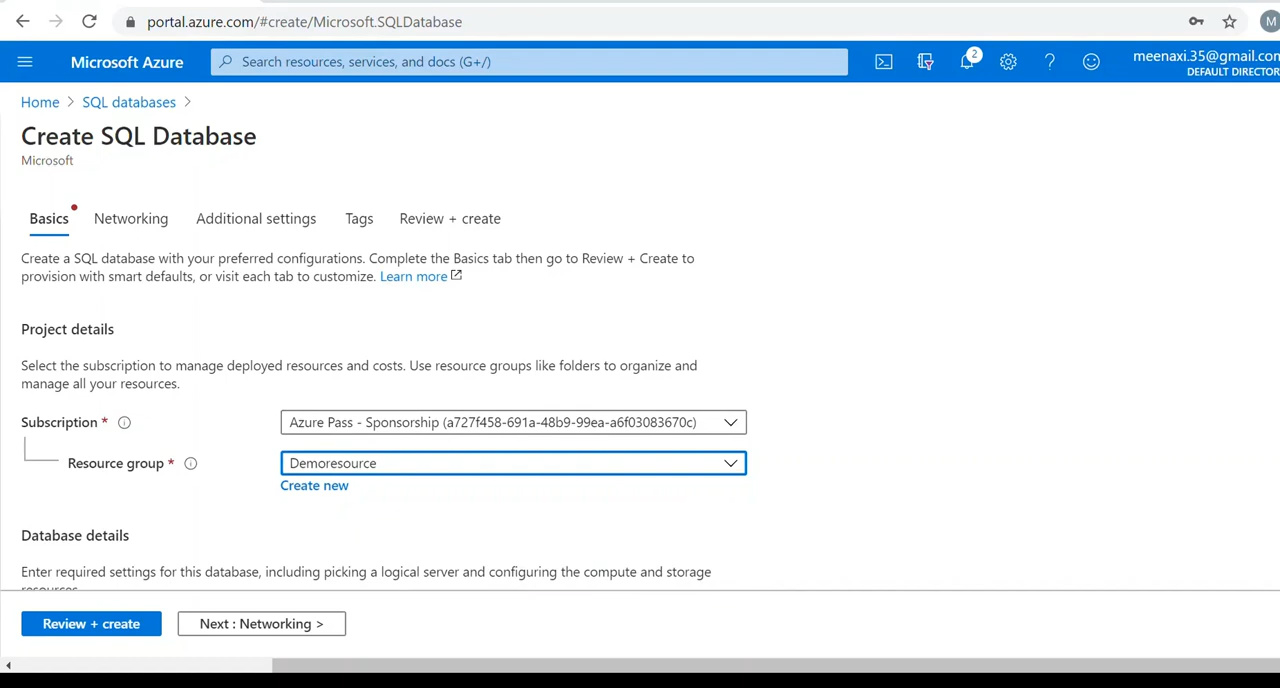 portal.azure.com/#create/Microsoft.SQLDatabase
M
Microsoft Azure
Search resources, services, and docs (G+/)
2
meenaxi.35@gmail.con
DEFAULT DIRECTOR
Home > SQL databases >
Create SQL Database
Microsoft
Basics Networking Additional settings Tags Review + create
Create a SQL database with your preferred configurations. Complete the Basics tab then go to Review + Create to
provision with smart defaults, or visit each tab to customize. Learn more
Project details
Select the subscription to manage deployed resources and costs. Use resource groups like folders to organize and
manage all your resources.
Subscription *
Azure Pass - Sponsorship (a727f458-691a-48b9-99ea-a6f03083670c)
Resource group *
Demoresource
Create new
Database details
Enter required settings for this database, including picking a logical server and configuring the compute and storage
resources
Review + create
Next : Networking >